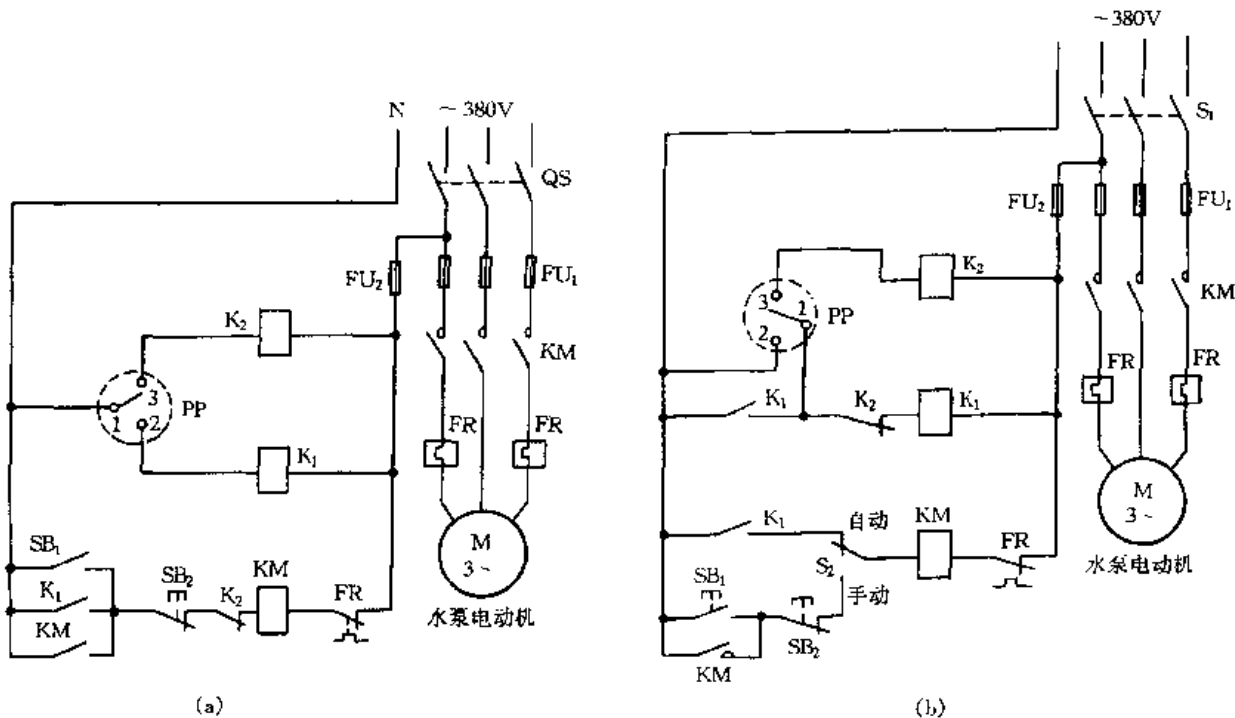 N ～380V
QS
FU₂ FU₁
K₂
KM
3
1 2 PP
K₁
FR FR
SB₁
K₁ SB₂ K₂ KM FR
KM
M
3～
水泵电动机
(a)
～380V
S₁
FU₂ FU₁
K₂
3 1 PP
2
KM
FR FR
K₁ K₂ K₁
M
3～
水泵电动机
K₁ 自动 KM FR
S₂
SB₁ 手动
SB₂
KM
(b)